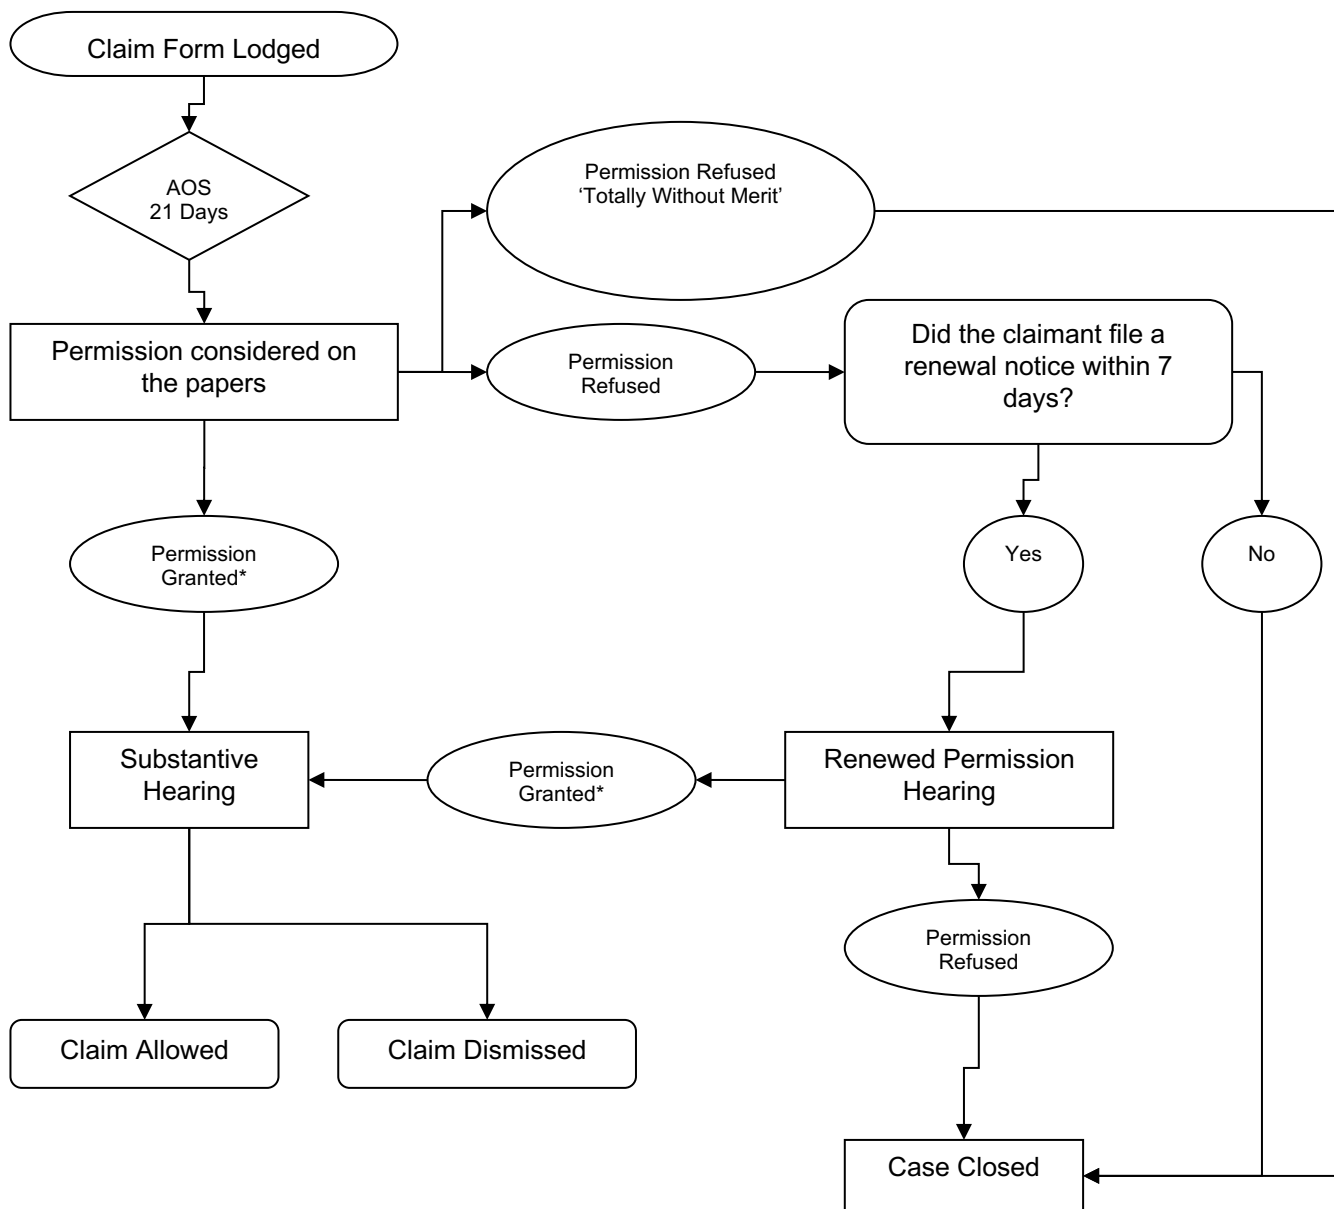 Claim Form Lodged
AOS
21 Days
Permission Refused
‘Totally Without Merit’
Permission considered on
the papers
Permission
Refused
Did the claimant file a
renewal notice within 7
days?
Permission
Granted*
Yes
No
Substantive
Hearing
Permission
Granted*
Renewed Permission
Hearing
Permission
Refused
Claim Allowed
Claim Dismissed
Case Closed